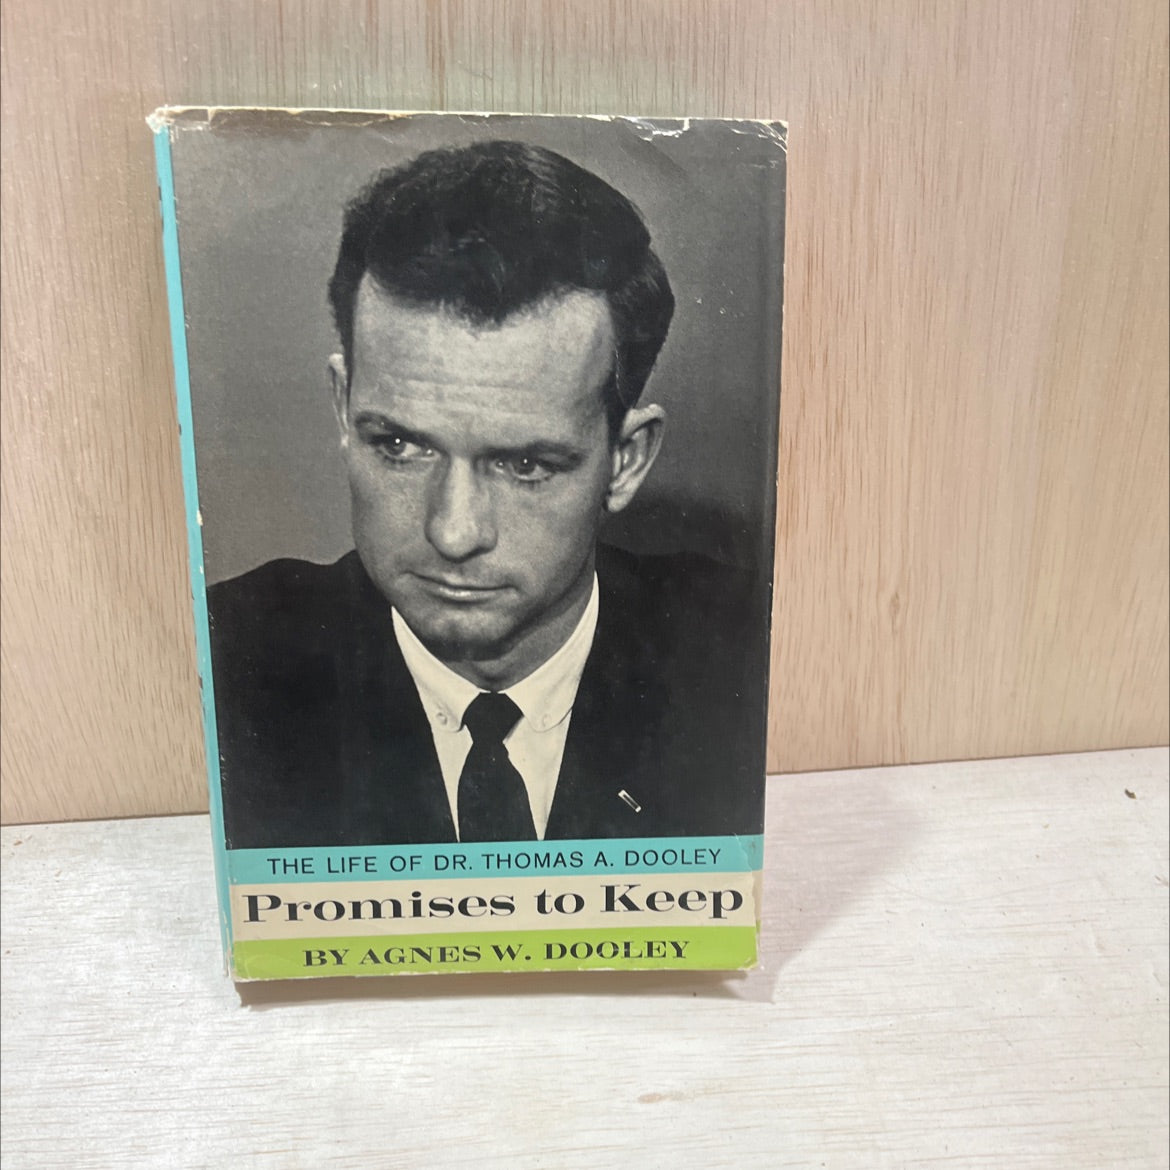 THE LIFE OF DR. THOMAS A. DOOLEY
Promises to Keep
BY AGNES W. DOOLEY